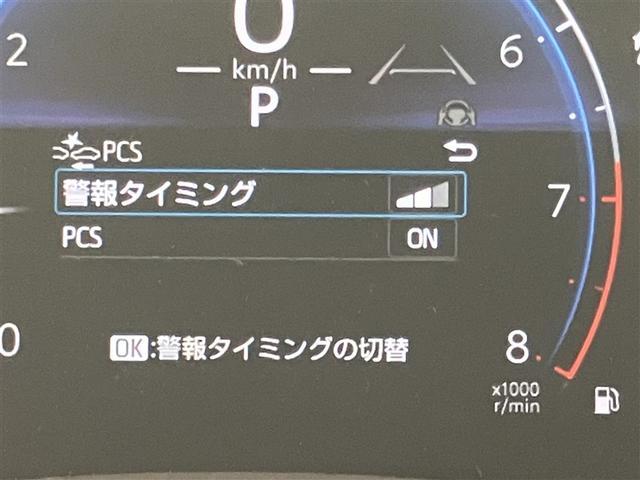 0
2
6
km/h
P
PCS
警報タイミング
7
PCS ON
0
OK:警報タイミングの切替
8
x1000
r/min